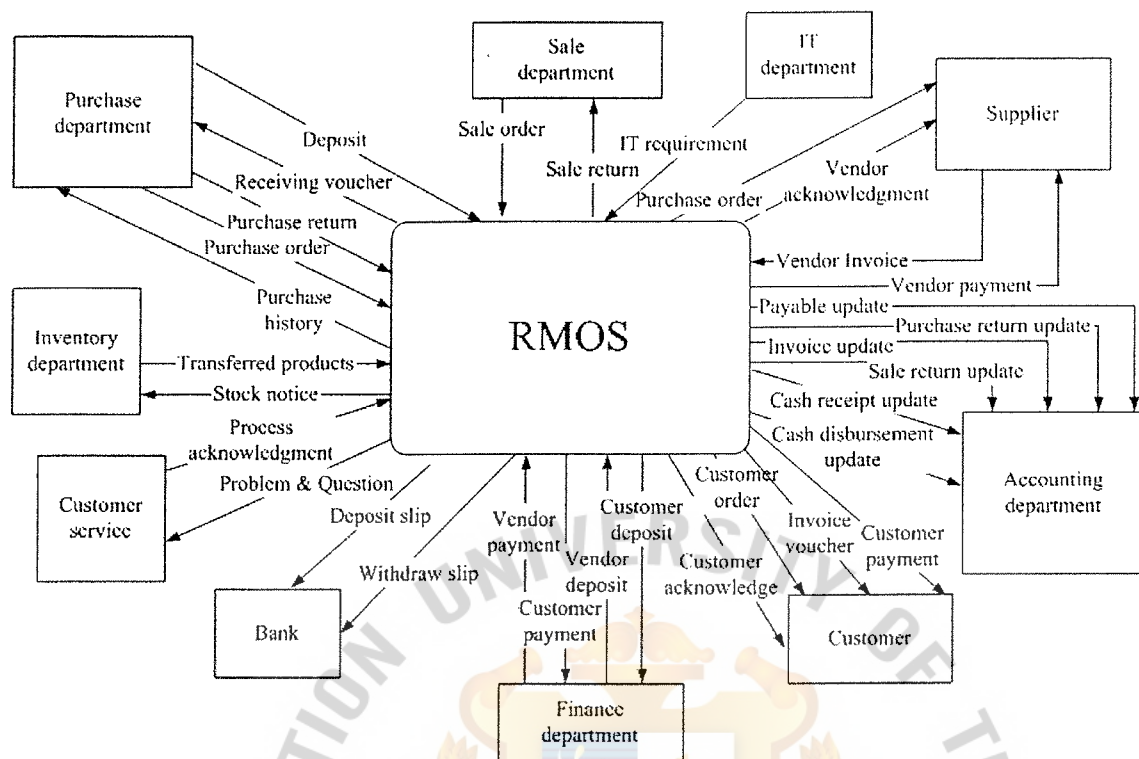 Purchase
department
Sale
department
IT
department
Supplier
Deposit
Sale order
Sale return
IT requirement
Purchase order
Vendor
acknowledgment
Receiving voucher
Purchase return
Purchase order
Purchase
history
Vendor Invoice
Vendor payment
Payable update
Purchase return update
Invoice update
Sale return update
Cash receipt update
Cash disbursement
update
RMOS
Inventory
department
Transferred products
Stock notice
Process
acknowledgment
Problem & Question
Customer
service
Accounting
department
Deposit slip
Withdraw slip
Bank
Vendor
payment
Vendor
deposit
Customer
payment
Customer
deposit
Customer
order
Customer
acknowledge
Invoice
voucher
Customer
payment
Customer
Finance
department
UNIVERSITY OF